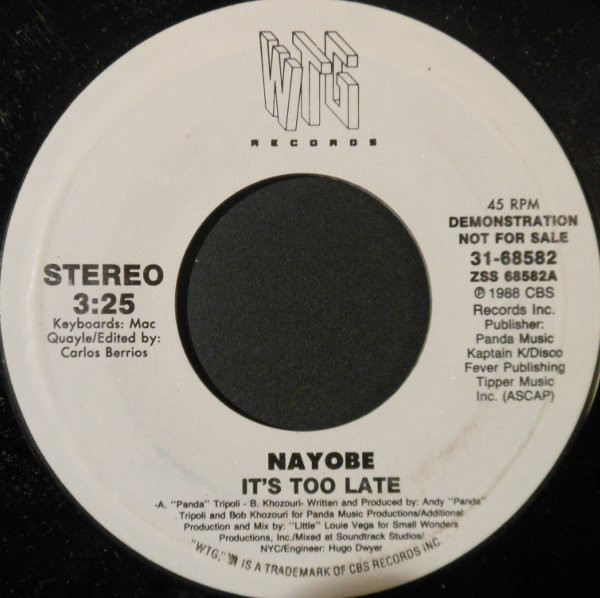 WTG
RECORDS
45 RPM
DEMONSTRATION
NOT FOR SALE
31-68582
ZSS 68582A
℗ 1988 CBS
Records Inc.
Publisher:
Panda Music
Kaptain K/Disco
Fever Publishing
Tipper Music
Inc. (ASCAP)
STEREO
3:25
Keyboards: Mac
Quayle/Edited by:
Carlos Berrios
NAYOBE
IT'S TOO LATE
-A. "Panda" Tripoli - B. Khozouri- Written and Produced by: Andy "Panda"
Tripoli and Bob Khozouri for Panda Music Productions/Additional
Production and Mix by: "Little" Louie Vega for Small Wonders
Productions, Inc./Mixed at Soundtrack Studios/
NYC/Engineer: Hugo Dwyer
"WTG," IS A TRADEMARK OF CBS RECORDS INC.